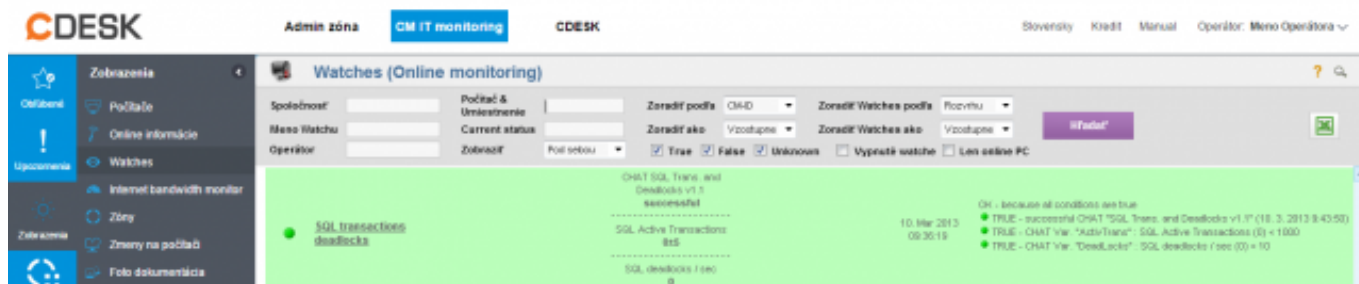 CDESK
Admin zóna CM IT monitoring CDESK Slovensky Kredit Manual Operátor: Meno Operátora
Obľúbené
Upozornenia
Zobrazenia
Zobrazenia
Počítače
Online informácie
Watches
Internet bandwidth monitor
Zóny
Zmeny na počítači
Foto dokumentácia
Watches (Online monitoring) ?
Spoločnosť Počítač & Umiestnenie Zoradiť podľa CM-ID Zoradiť Watches podľa Rozvrhu
Meno Watchu Current status Zoradiť ako Vzostupne Zoradiť Watches ako Vzostupne Hľadať
Operátor Zobraziť Pod sebou True False Unknown Vypnuté watche Len online PC
SQL transactions
deadlocks
CHAT SQL Trans. and
Deadlocks v1.1
successful
SQL Active Transactions
SQL deadlocks / sec
0
10. Mar 2013
09:36:19
OK - because all conditions are true
TRUE - successful CHAT "SQL Trans. and Deadlocks v1.1" (10. 3. 2013 9:43:50)
TRUE - CHAT Var. "ActivTrans" : SQL Active Transactions (0) < 1000
TRUE - CHAT Var. "DeadLocks" : SQL deadlocks / sec (0) < 10